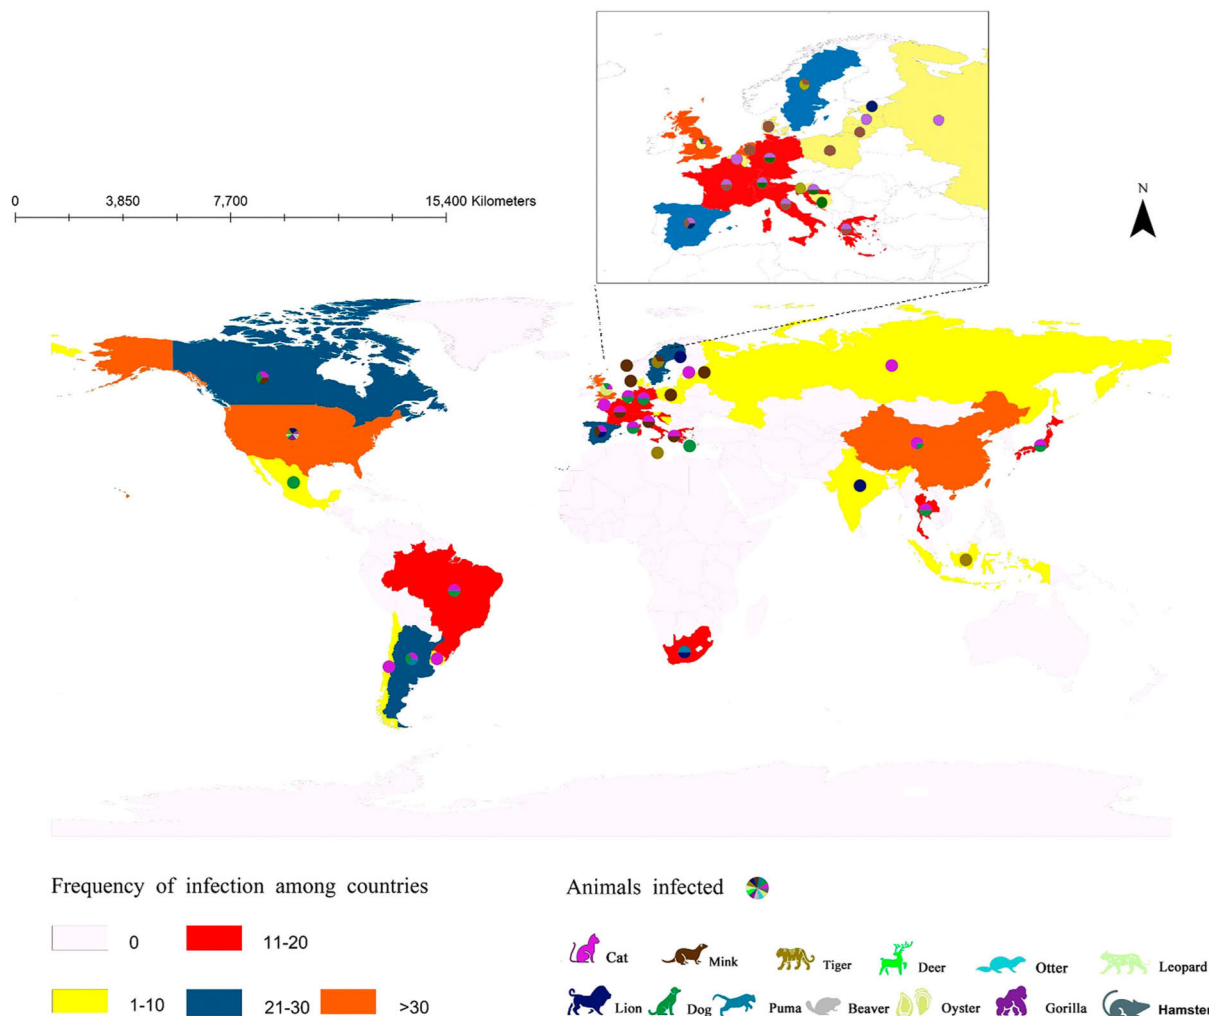 N
0 3,850 7,700 15,400 Kilometers
Frequency of infection among countries
Animals infected
0 11-20
1-10 21-30 >30
Cat Mink Tiger Deer Otter Leopard
Lion Dog Puma Beaver Oyster Gorilla Hamster